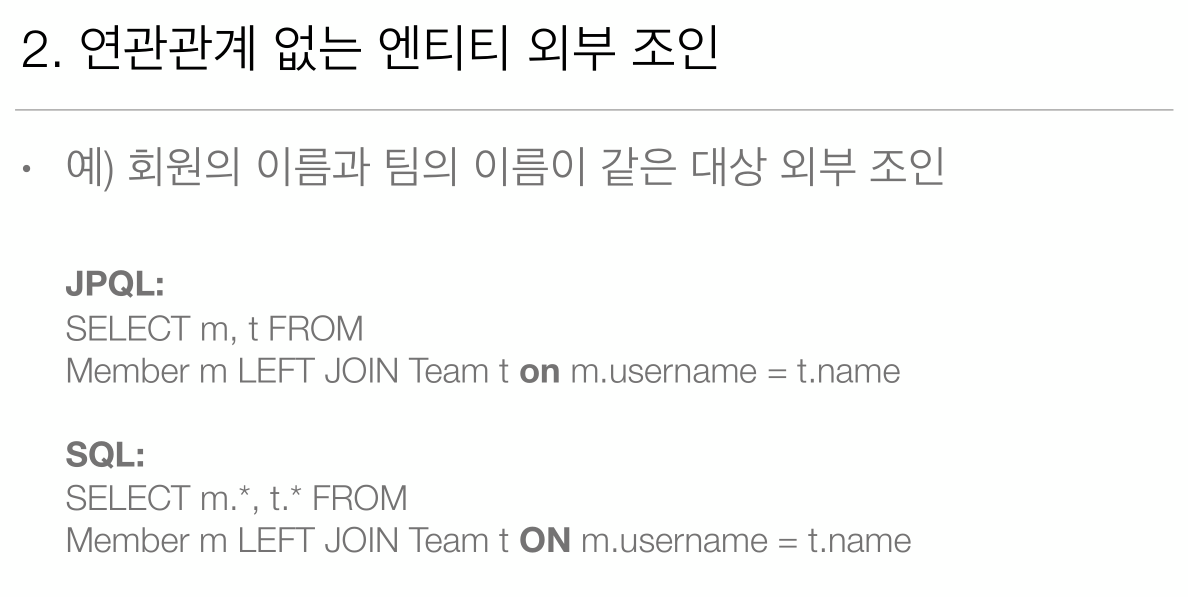 2. 연관관계 없는 엔티티 외부 조인
• 예) 회원의 이름과 팀의 이름이 같은 대상 외부 조인
JPQL:
SELECT m, t FROM
Member m LEFT JOIN Team t on m.username = t.name
SQL:
SELECT m.*, t.* FROM
Member m LEFT JOIN Team t ON m.username = t.name